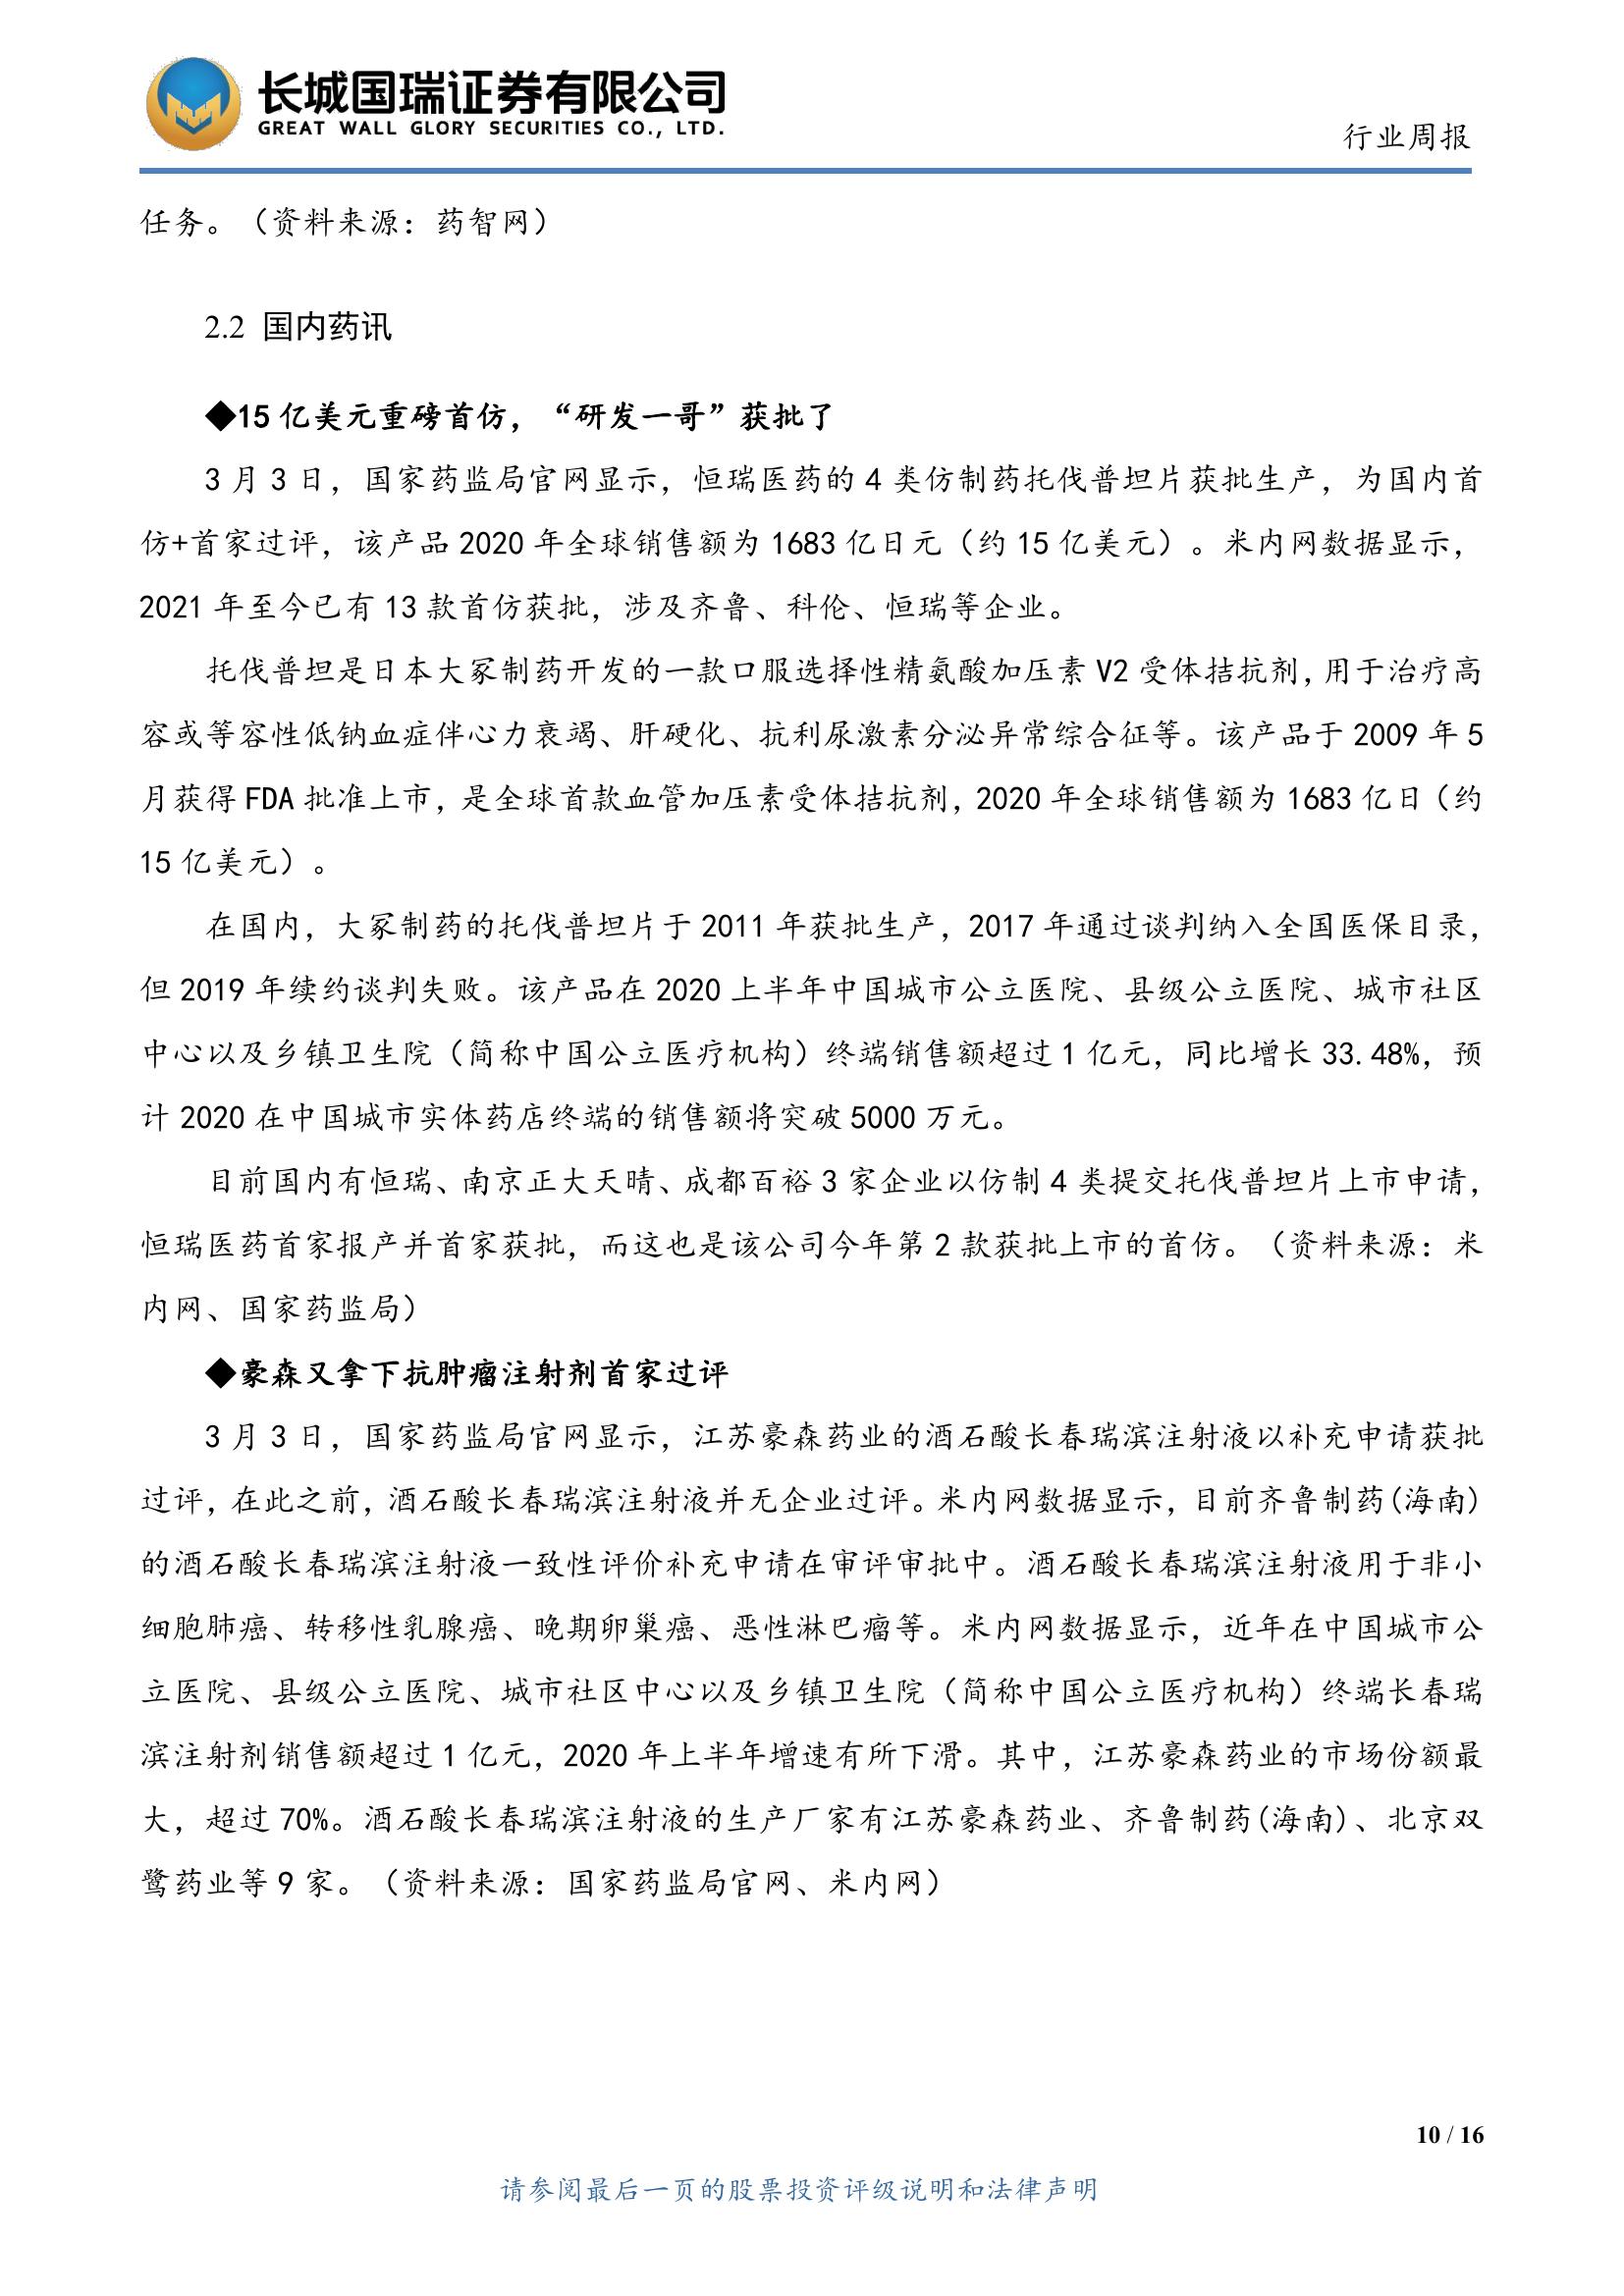 长城国瑞证券有限公司
GREAT WALL GLORY SECURITIES CO., LTD.
行业周报
任务。（资料来源：药智网）
2.2 国内药讯
◆15 亿美元重磅首仿，“研发一哥”获批了
3 月 3 日，国家药监局官网显示，恒瑞医药的 4 类仿制药托伐普坦片获批生产，为国内首
仿+首家过评，该产品 2020 年全球销售额为 1683 亿日元（约 15 亿美元）。米内网数据显示，
2021 年至今已有 13 款首仿获批，涉及齐鲁、科伦、恒瑞等企业。
托伐普坦是日本大冢制药开发的一款口服选择性精氨酸加压素 V2 受体拮抗剂，用于治疗高
容或等容性低钠血症伴心力衰竭、肝硬化、抗利尿激素分泌异常综合征等。该产品于 2009 年 5
月获得 FDA 批准上市，是全球首款血管加压素受体拮抗剂，2020 年全球销售额为 1683 亿日（约
15 亿美元）。
在国内，大冢制药的托伐普坦片于 2011 年获批生产，2017 年通过谈判纳入全国医保目录，
但 2019 年续约谈判失败。该产品在 2020 上半年中国城市公立医院、县级公立医院、城市社区
中心以及乡镇卫生院（简称中国公立医疗机构）终端销售额超过 1 亿元，同比增长 33.48%，预
计 2020 在中国城市实体药店终端的销售额将突破 5000 万元。
目前国内有恒瑞、南京正大天晴、成都百裕 3 家企业以仿制 4 类提交托伐普坦片上市申请，
恒瑞医药首家报产并首家获批，而这也是该公司今年第 2 款获批上市的首仿。（资料来源：米
内网、国家药监局）
◆豪森又拿下抗肿瘤注射剂首家过评
3 月 3 日，国家药监局官网显示，江苏豪森药业的酒石酸长春瑞滨注射液以补充申请获批
过评，在此之前，酒石酸长春瑞滨注射液并无企业过评。米内网数据显示，目前齐鲁制药(海南)
的酒石酸长春瑞滨注射液一致性评价补充申请在审评审批中。酒石酸长春瑞滨注射液用于非小
细胞肺癌、转移性乳腺癌、晚期卵巢癌、恶性淋巴瘤等。米内网数据显示，近年在中国城市公
立医院、县级公立医院、城市社区中心以及乡镇卫生院（简称中国公立医疗机构）终端长春瑞
滨注射剂销售额超过 1 亿元，2020 年上半年增速有所下滑。其中，江苏豪森药业的市场份额最
大，超过 70%。酒石酸长春瑞滨注射液的生产厂家有江苏豪森药业、齐鲁制药(海南)、北京双
鹭药业等 9 家。（资料来源：国家药监局官网、米内网）
10 / 16
请参阅最后一页的股票投资评级说明和法律声明